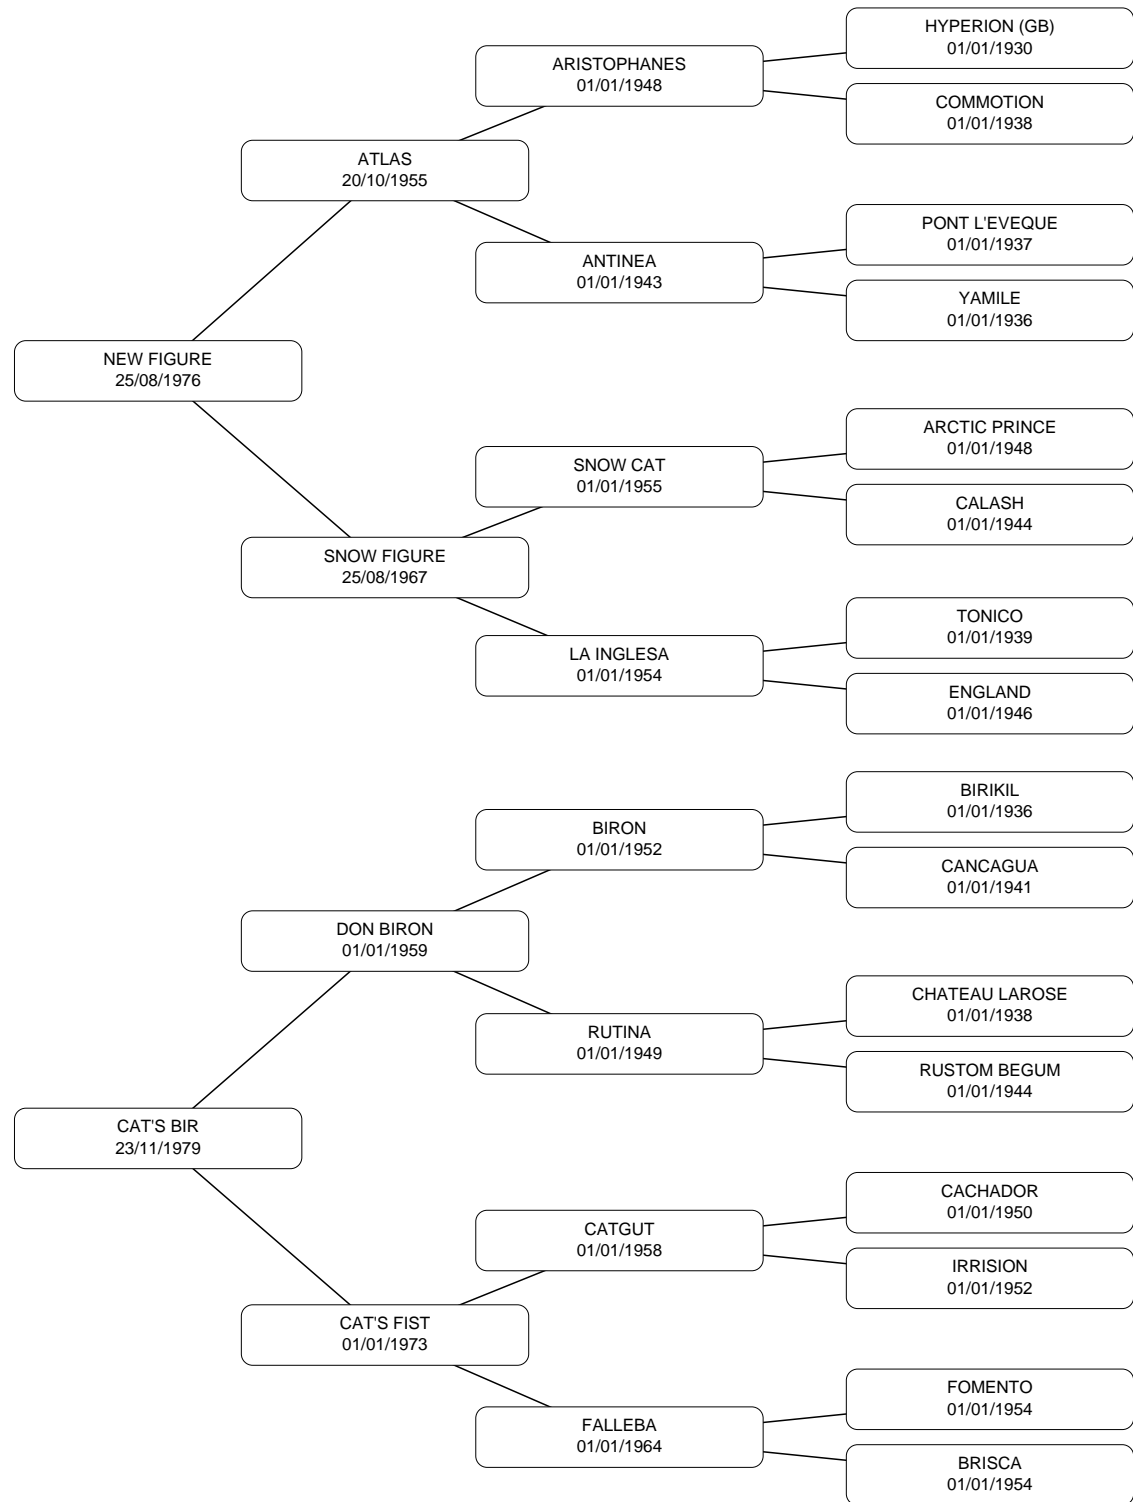 HYPERION (GB)
01/01/1930
ARISTOPHANES
01/01/1948
COMMOTION
01/01/1938
ATLAS
20/10/1955
PONT L'EVEQUE
01/01/1937
ANTINEA
01/01/1943
YAMILE
01/01/1936
NEW FIGURE
25/08/1976
ARCTIC PRINCE
01/01/1948
SNOW CAT
01/01/1955
CALASH
01/01/1944
SNOW FIGURE
25/08/1967
TONICO
01/01/1939
LA INGLESA
01/01/1954
ENGLAND
01/01/1946
BIRIKIL
01/01/1936
BIRON
01/01/1952
CANCAGUA
01/01/1941
DON BIRON
01/01/1959
CHATEAU LAROSE
01/01/1938
RUTINA
01/01/1949
RUSTOM BEGUM
01/01/1944
CAT'S BIR
23/11/1979
CACHADOR
01/01/1950
CATGUT
01/01/1958
IRRISION
01/01/1952
CAT'S FIST
01/01/1973
FOMENTO
01/01/1954
FALLEBA
01/01/1964
BRISCA
01/01/1954